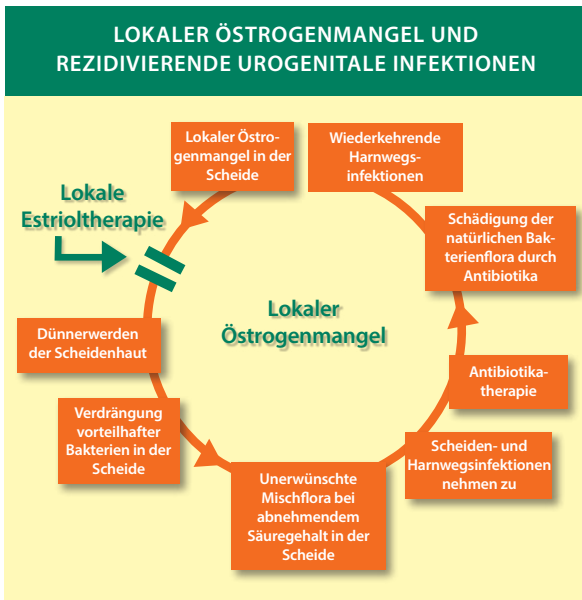 LOKALER ÖSTROGENMANGEL UND
REZIDIVIERENDE UROGENITALE INFEKTIONEN
Lokaler Östro-
genmangel in der
Scheide
Wiederkehrende
Harnwegs-
infektionen
Lokale
Estrioltherapie
Schädigung der
natürlichen Bak-
terienflora durch
Antibiotika
Lokaler
Östrogenmangel
Dünnerwerden
der Scheidenhaut
Antibiotika-
therapie
Verdrängung
vorteilhafter
Bakterien in der
Scheide
Scheiden- und
Harnwegsinfektionen
nehmen zu
Unerwünschte
Mischflora bei
abnehmendem
Säuregehalt in der
Scheide